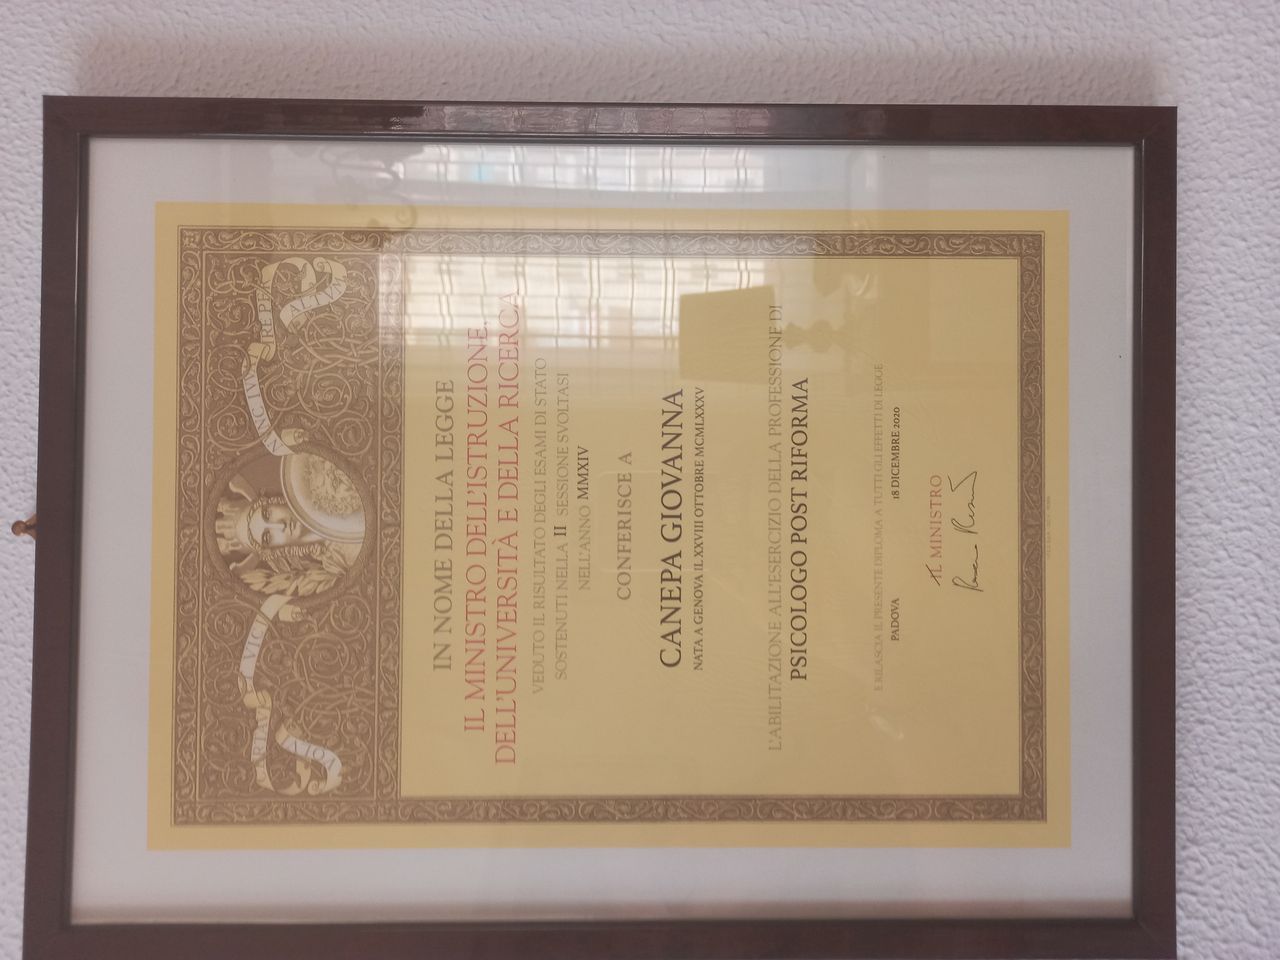 IN NOME DELLA LEGGE
IL MINISTRO DELL'ISTRUZIONE,
DELL'UNIVERSITÀ E DELLA RICERCA
VEDUTO IL RISULTATO DEGLI ESAMI DI STATO
SOSTENUTI NELLA II SESSIONE SVOLTASI
NELL'ANNO MMXIV
CONFERISCE A
CANEPA GIOVANNA
NATA A GENOVA IL XXVIII OTTOBRE MCMLXXXV
L'ABILITAZIONE ALL'ESERCIZIO DELLA PROFESSIONE DI
PSICOLOGO POST RIFORMA
E RILASCIA IL PRESENTE DIPLOMA A TUTTI GLI EFFETTI DI LEGGE
PADOVA 18 DICEMBRE 2020
IL MINISTRO